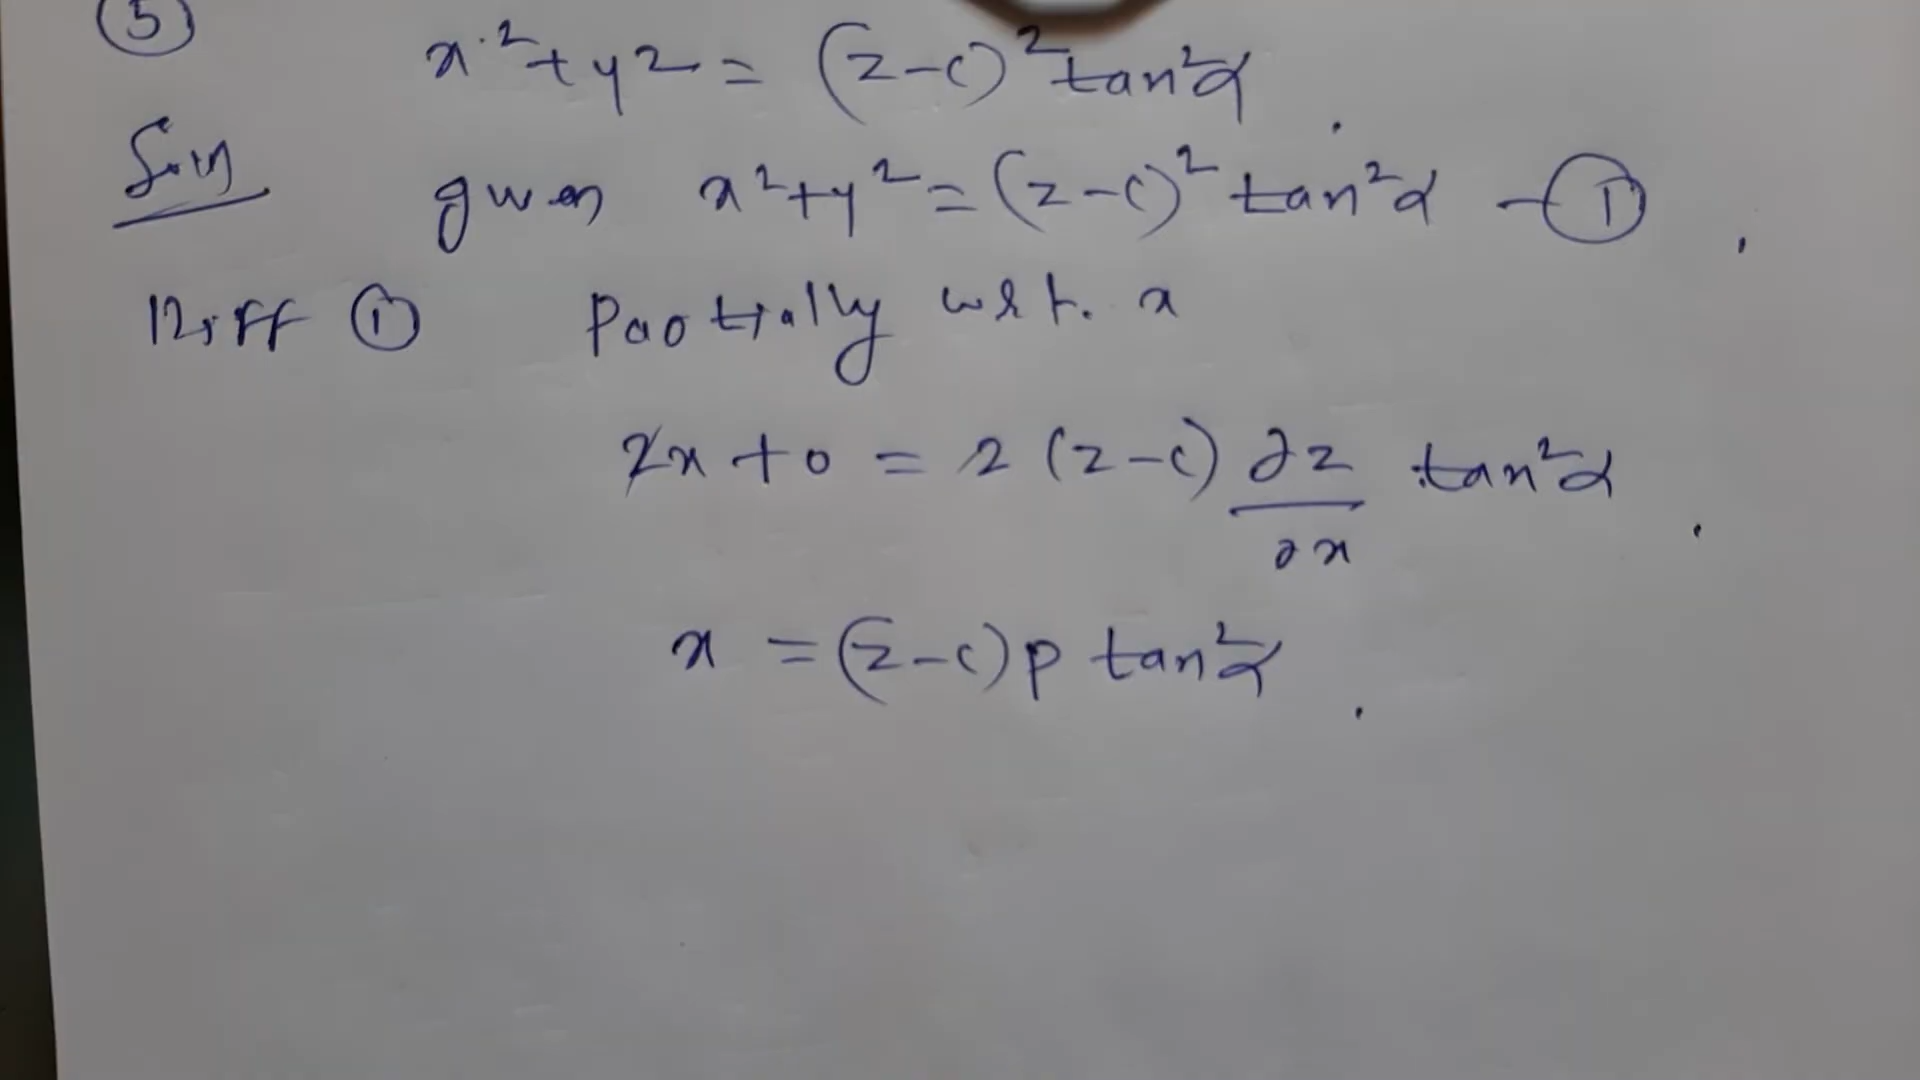 ⑤
x² + y² = (z-c)² tan²α
Soln given x² + y² = (z-c)² tan²α - ①
Diff ① Partially w.r.t. x
2x + 0 = 2 (z-c) ∂z/∂x tan²α
x = (z-c) p tan²α